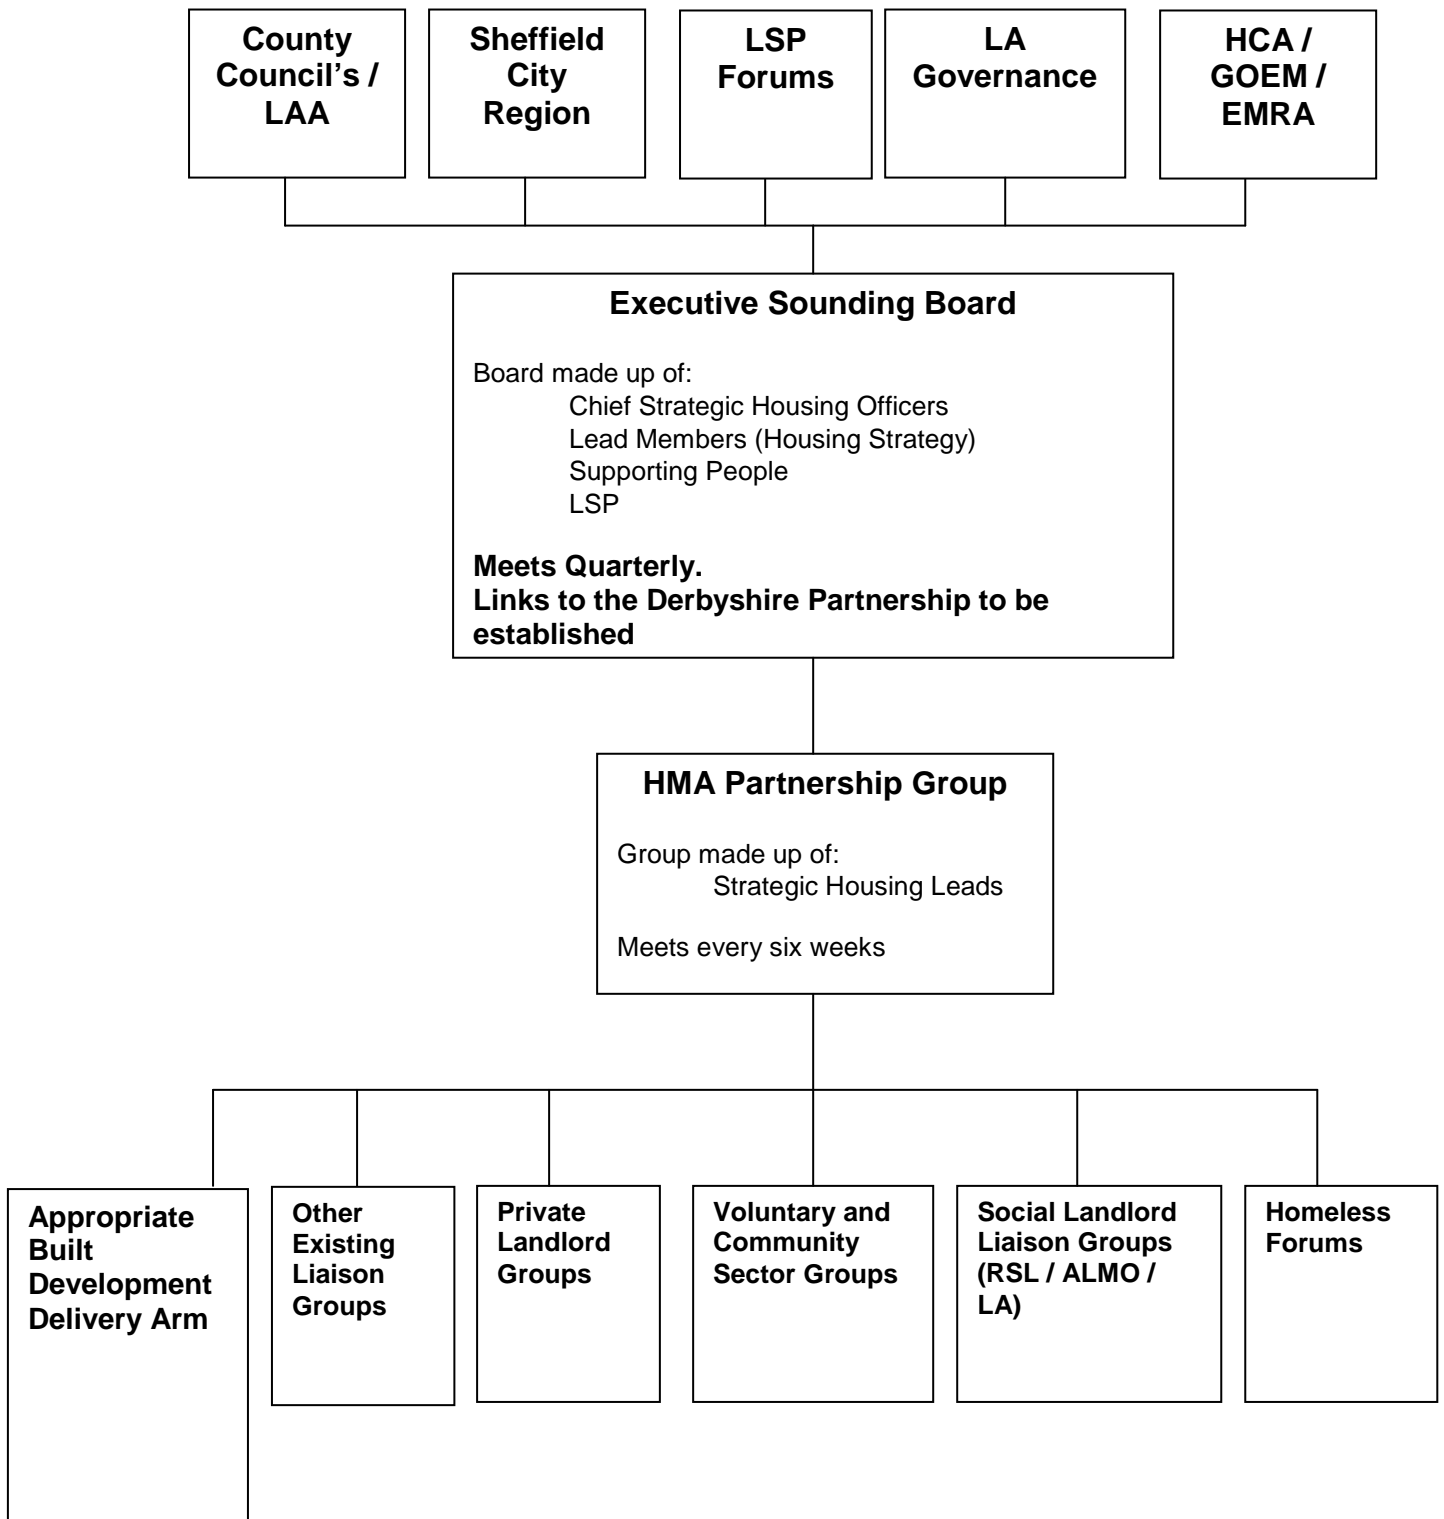 County
Council's /
LAA
Sheffield
City
Region
LSP
Forums
LA
Governance
HCA /
GOEM /
EMRA
Executive Sounding Board
Board made up of:
Chief Strategic Housing Officers
Lead Members (Housing Strategy)
Supporting People
LSP
Meets Quarterly.
Links to the Derbyshire Partnership to be
established
HMA Partnership Group
Group made up of:
Strategic Housing Leads
Meets every six weeks
Appropriate
Built
Development
Delivery Arm
Other
Existing
Liaison
Groups
Private
Landlord
Groups
Voluntary and
Community
Sector Groups
Social Landlord
Liaison Groups
(RSL / ALMO /
LA)
Homeless
Forums